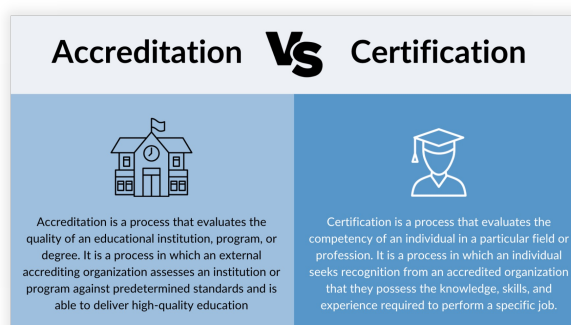 Accreditation VS Certification
Accreditation is a process that evaluates the
quality of an educational institution, program, or
degree. It is a process in which an external
accrediting organization assesses an institution or
program against predetermined standards and is
able to deliver high-quality education
Certification is a process that evaluates the
competency of an individual in a particular field or
profession. It is a process in which an individual
seeks recognition from an accredited organization
that they possess the knowledge, skills, and
experience required to perform a specific job.